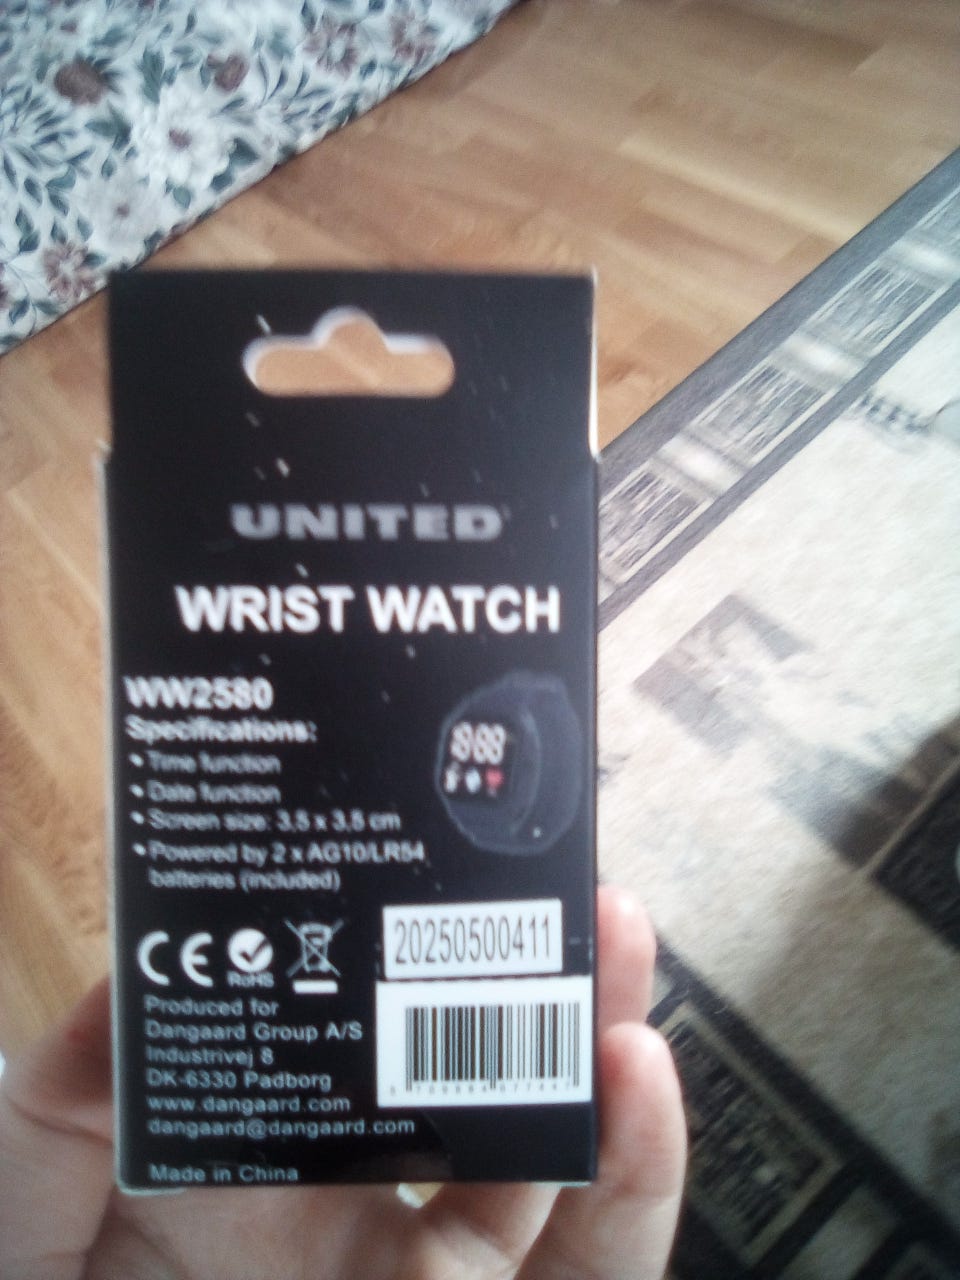 UNITED
WRIST WATCH
WW2580
Specifications:
• Time function
• Date function
• Screen size: 3,5 x 3,5 cm
• Powered by 2 x AG10/LR54
batteries (included)
CE
RoHS
20250500411
Produced for
Dangaard Group A/S
Industrivej 8
DK-6330 Padborg
www.dangaard.com
dangaard@dangaard.com
Made in China